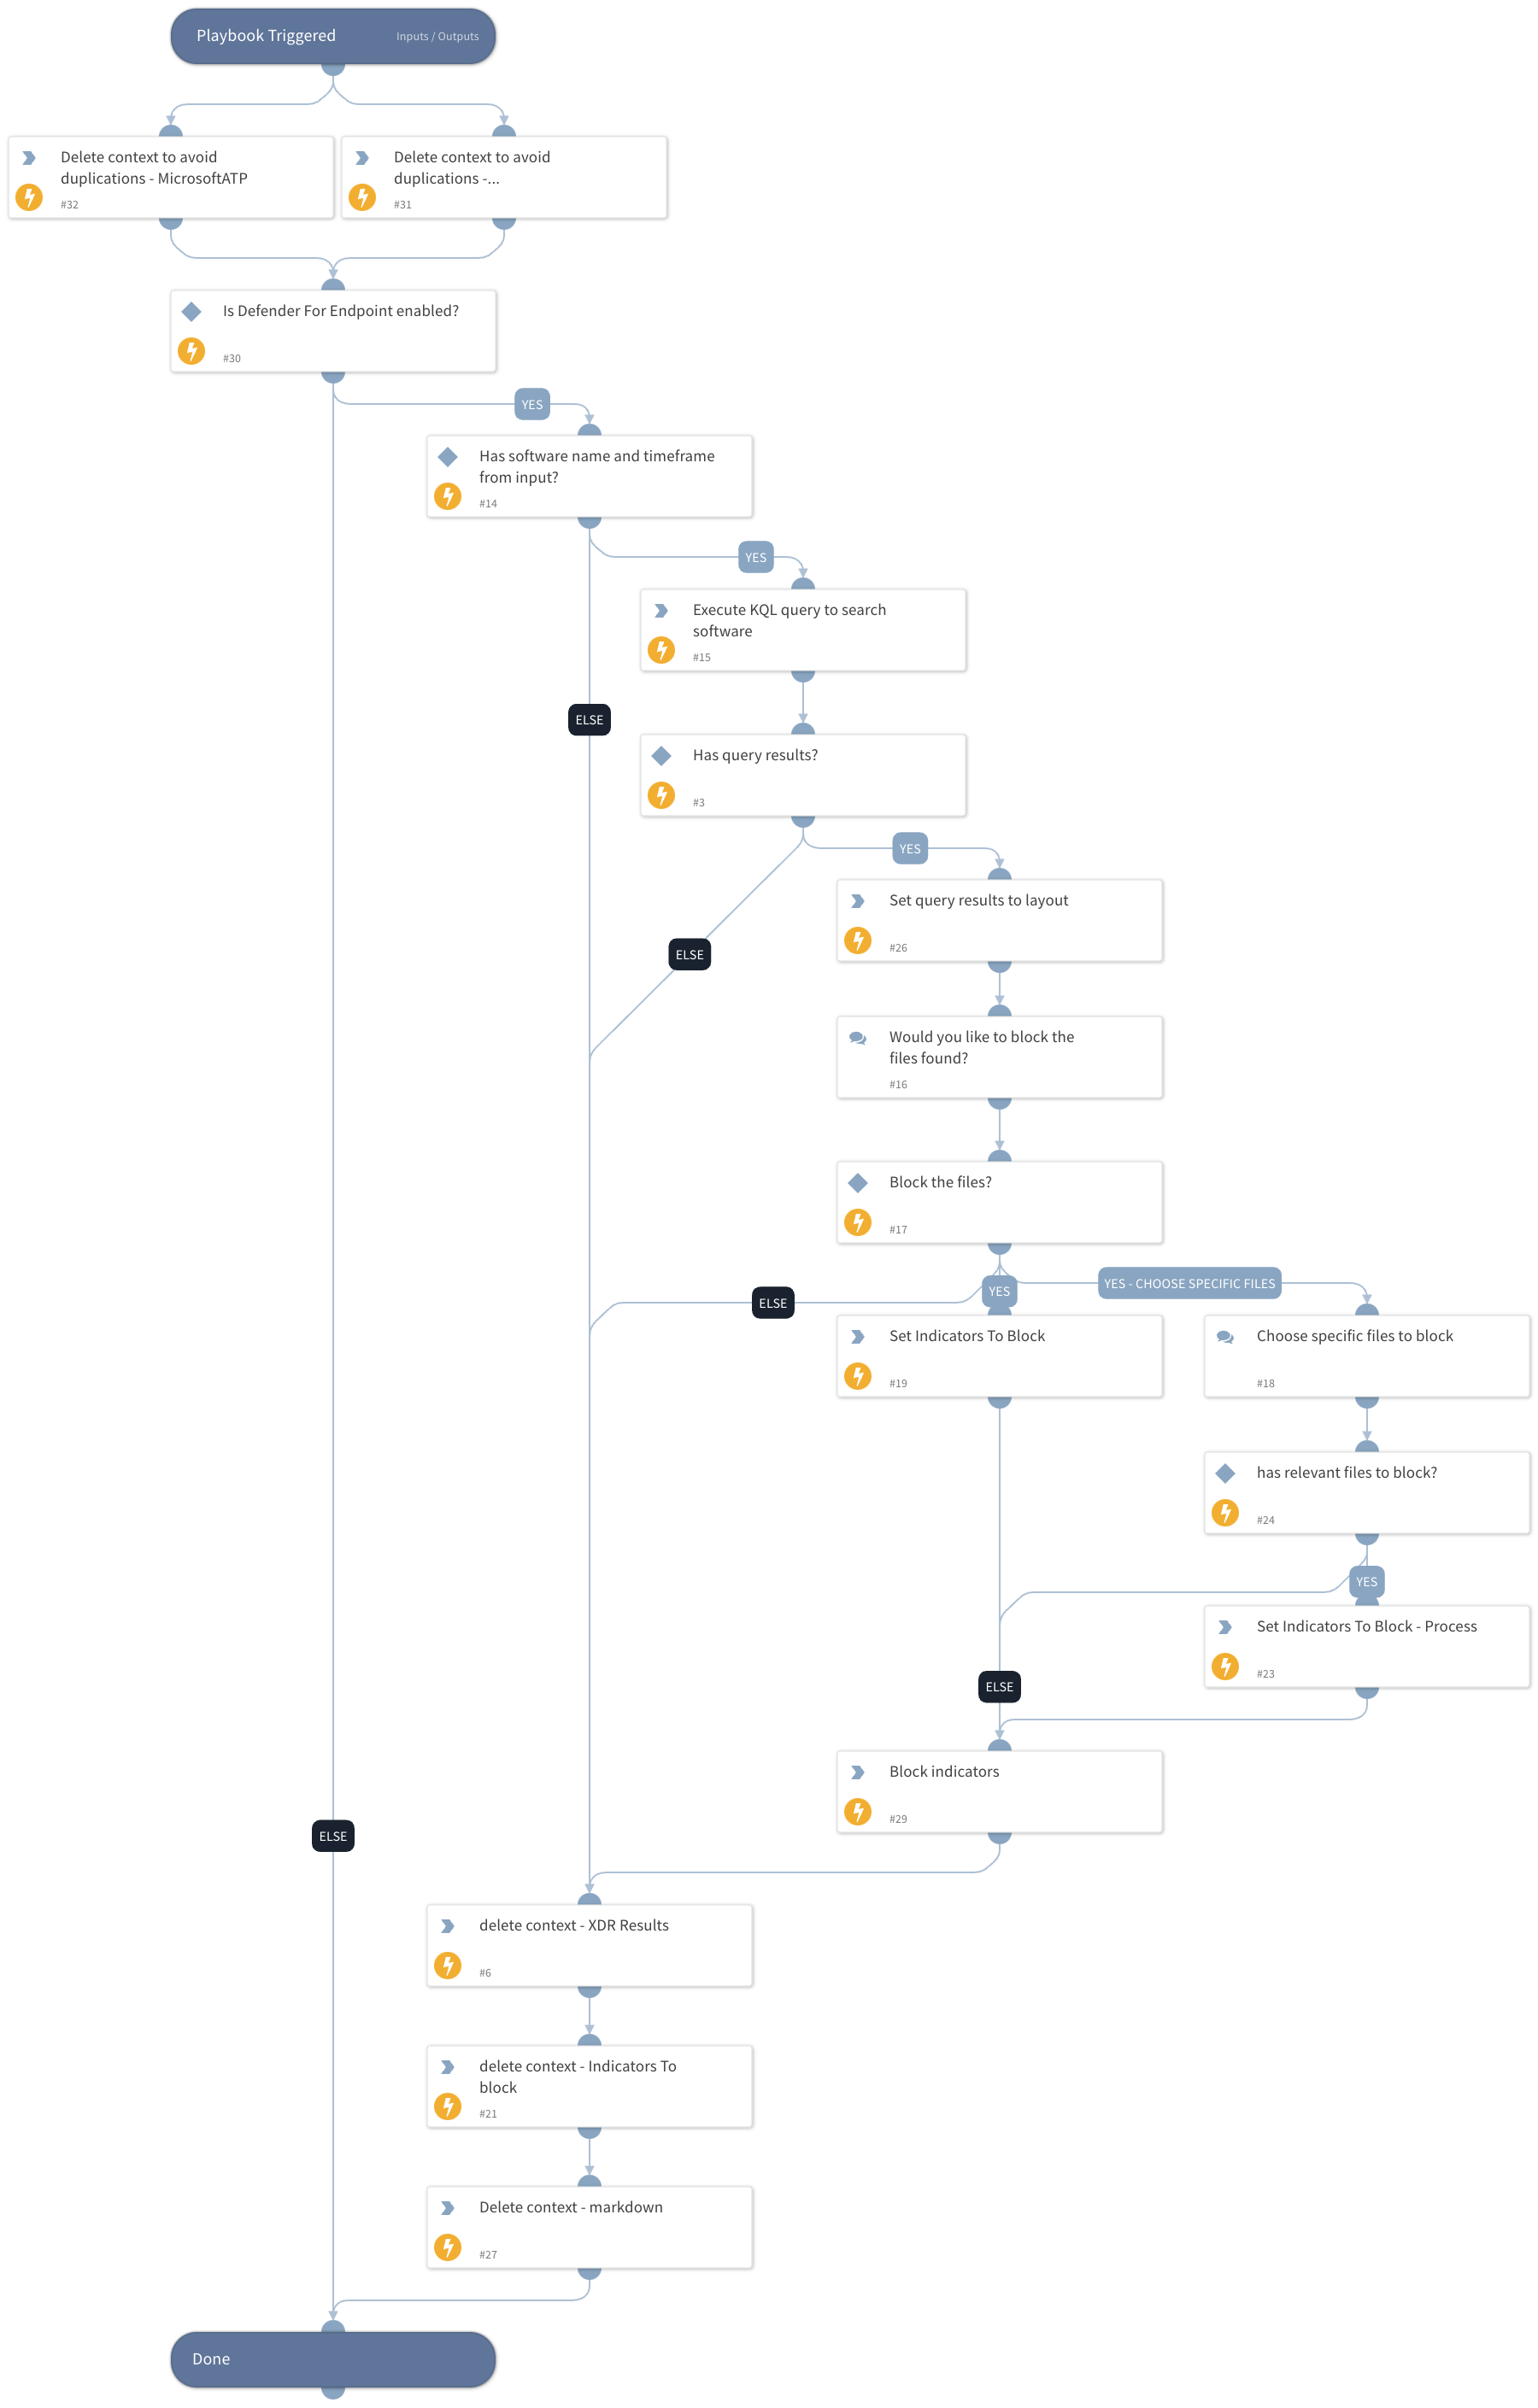 Playbook Triggered
Inputs / Outputs
Delete context to avoid
duplications - MicrosoftATP
#32
Delete context to avoid
duplications -...
#31
Is Defender For Endpoint enabled?
#30
YES
Has software name and timeframe
from input?
#14
YES
Execute KQL query to search
software
#15
ELSE
Has query results?
#3
YES
Set query results to layout
#26
ELSE
Would you like to block the
files found?
#16
Block the files?
#17
YES - CHOOSE SPECIFIC FILES
YES
ELSE
Set Indicators To Block
#19
Choose specific files to block
#18
has relevant files to block?
#24
YES
Set Indicators To Block - Process
#23
ELSE
Block indicators
#29
ELSE
delete context - XDR Results
#6
delete context - Indicators To
block
#21
Delete context - markdown
#27
Done